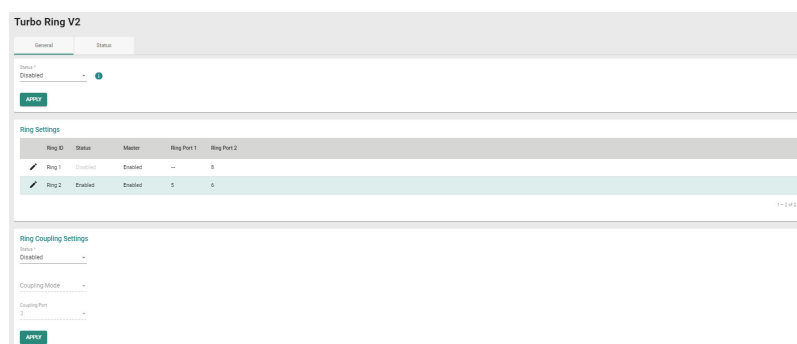 Turbo Ring V2
General Status
Status *
Disabled
APPLY
Ring Settings
Ring ID Status Master Ring Port 1 Ring Port 2
Ring 1 Disabled Enabled --- 8
Ring 2 Enabled Enabled 5 6
1 – 2 of 2
Ring Coupling Settings
Status *
Disabled
Coupling Mode
Coupling Port
3
APPLY